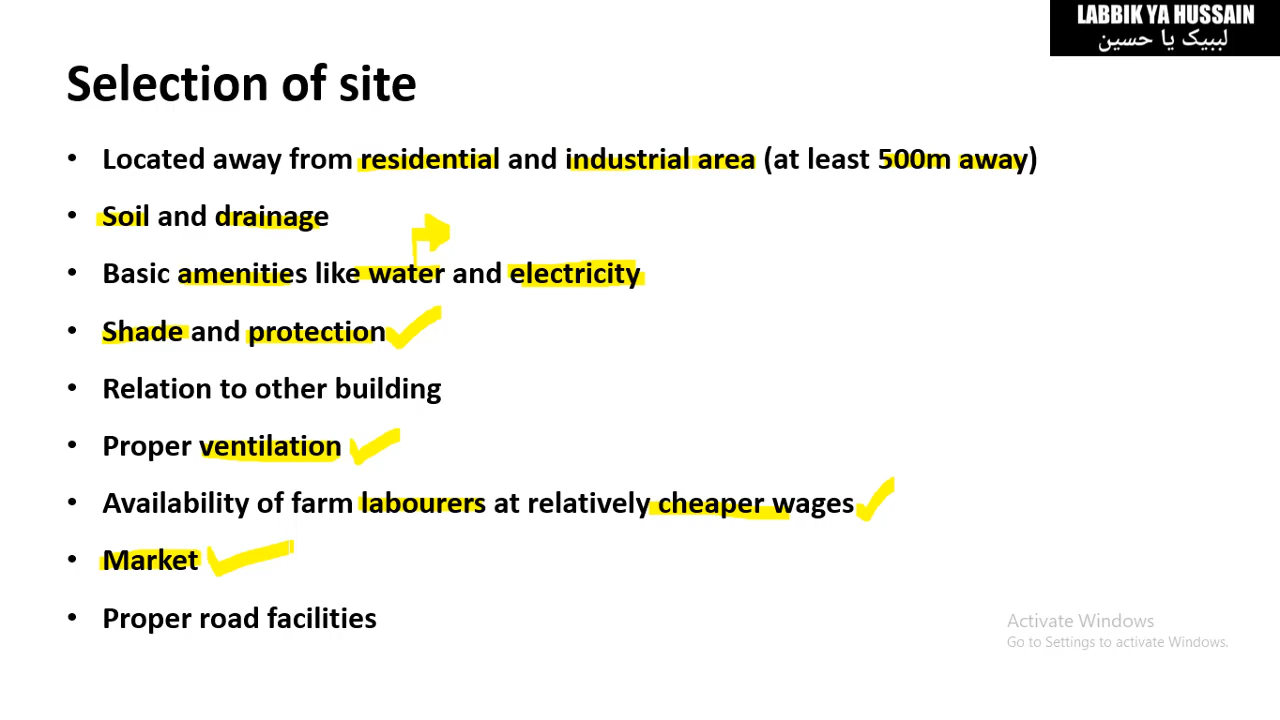 LABBIK YA HUSSAIN
لبیک یا حسین
Selection of site
• Located away from residential and industrial area (at least 500m away)
• Soil and drainage
• Basic amenities like water and electricity
• Shade and protection
• Relation to other building
• Proper ventilation
• Availability of farm labourers at relatively cheaper wages
• Market
• Proper road facilities
Activate Windows
Go to Settings to activate Windows.